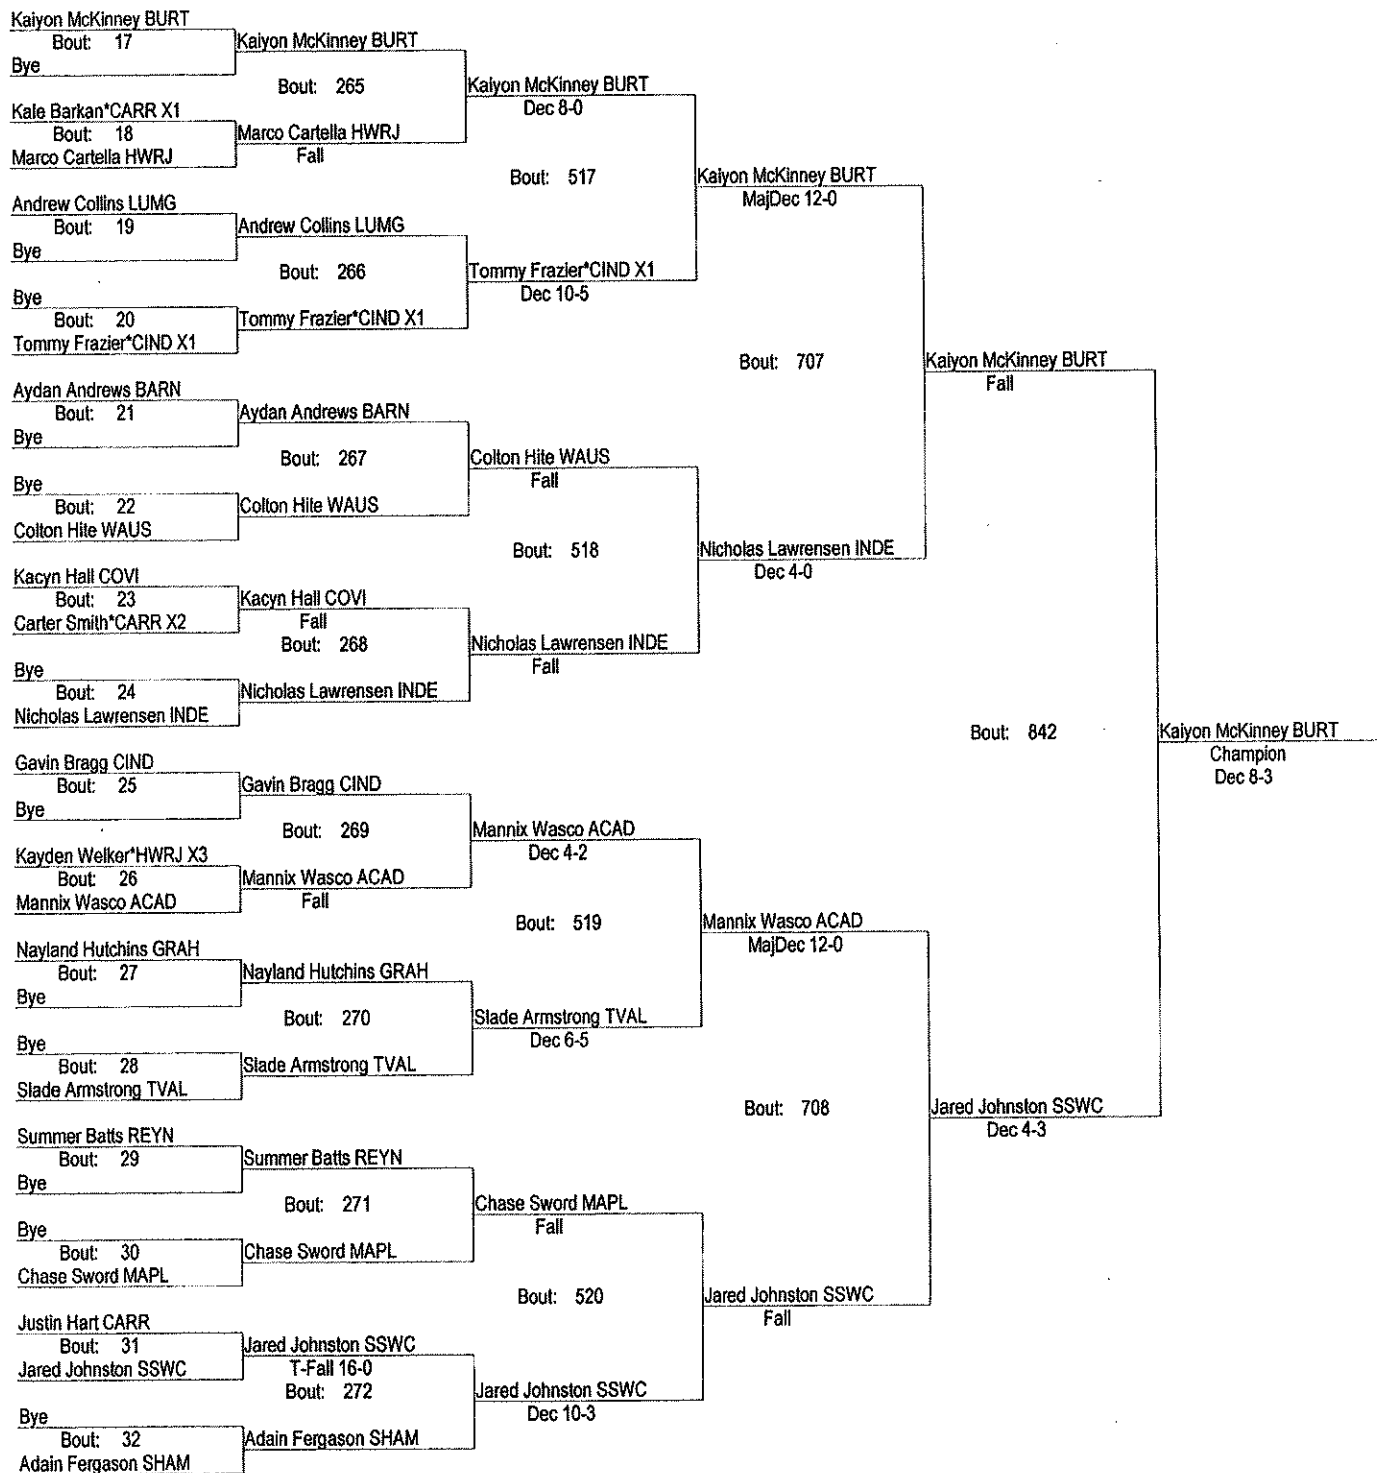 Kaiyon McKinney BURT
Bout: 17
Bye
Kaiyon McKinney BURT
Bout: 265
Kale Barkan*CARR X1
Bout: 18
Marco Cartella HWRJ
Marco Cartella HWRJ
Fall
Kaiyon McKinney BURT
Dec 8-0
Bout: 517
Andrew Collins LUMG
Bout: 19
Bye
Andrew Collins LUMG
Bout: 266
Bye
Bout: 20
Tommy Frazier*CIND X1
Tommy Frazier*CIND X1
Tommy Frazier*CIND X1
Dec 10-5
Kaiyon McKinney BURT
MajDec 12-0
Bout: 707
Aydan Andrews BARN
Bout: 21
Bye
Aydan Andrews BARN
Bout: 267
Bye
Bout: 22
Colton Hite WAUS
Colton Hite WAUS
Colton Hite WAUS
Fall
Bout: 518
Kacyn Hall COVI
Bout: 23
Carter Smith*CARR X2
Kacyn Hall COVI
Fall
Bout: 268
Bye
Bout: 24
Nicholas Lawrensen INDE
Nicholas Lawrensen INDE
Nicholas Lawrensen INDE
Fall
Nicholas Lawrensen INDE
Dec 4-0
Kaiyon McKinney BURT
Fall
Bout: 842
Kaiyon McKinney BURT
Champion
Dec 8-3
Gavin Bragg CIND
Bout: 25
Bye
Gavin Bragg CIND
Bout: 269
Kayden Welker*HWRJ X3
Bout: 26
Mannix Wasco ACAD
Mannix Wasco ACAD
Fall
Mannix Wasco ACAD
Dec 4-2
Bout: 519
Nayland Hutchins GRAH
Bout: 27
Bye
Nayland Hutchins GRAH
Bout: 270
Bye
Bout: 28
Slade Armstrong TVAL
Slade Armstrong TVAL
Slade Armstrong TVAL
Dec 6-5
Mannix Wasco ACAD
MajDec 12-0
Bout: 708
Summer Batts REYN
Bout: 29
Bye
Summer Batts REYN
Bout: 271
Bye
Bout: 30
Chase Sword MAPL
Chase Sword MAPL
Chase Sword MAPL
Fall
Bout: 520
Justin Hart CARR
Bout: 31
Jared Johnston SSWC
Jared Johnston SSWC
T-Fall 16-0
Bout: 272
Bye
Bout: 32
Adain Fergason SHAM
Adain Fergason SHAM
Jared Johnston SSWC
Dec 10-3
Jared Johnston SSWC
Fall
Jared Johnston SSWC
Dec 4-3